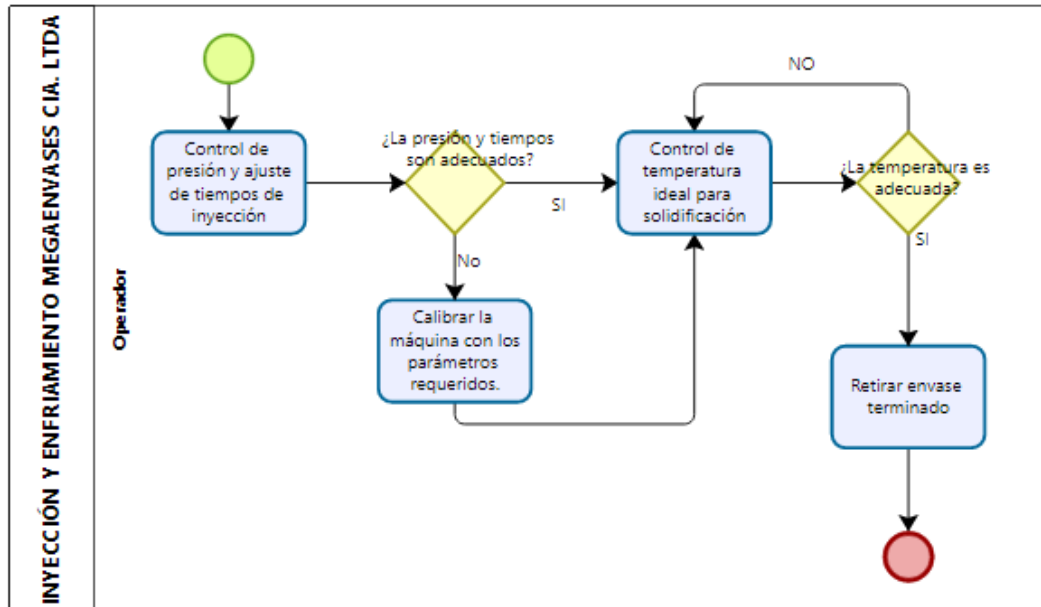 INYECCIÓN Y ENFRIAMIENTO MEGAENVASES CIA. LTDA
Operador
Control de
presión y ajuste
de tiempos de
inyección
¿La presión y tiempos
son adecuados?
SI
No
Calibrar la
máquina con los
parámetros
requeridos.
Control de
temperatura
ideal para
solidificación
NO
¿La temperatura es
adecuada?
SI
Retirar envase
terminado